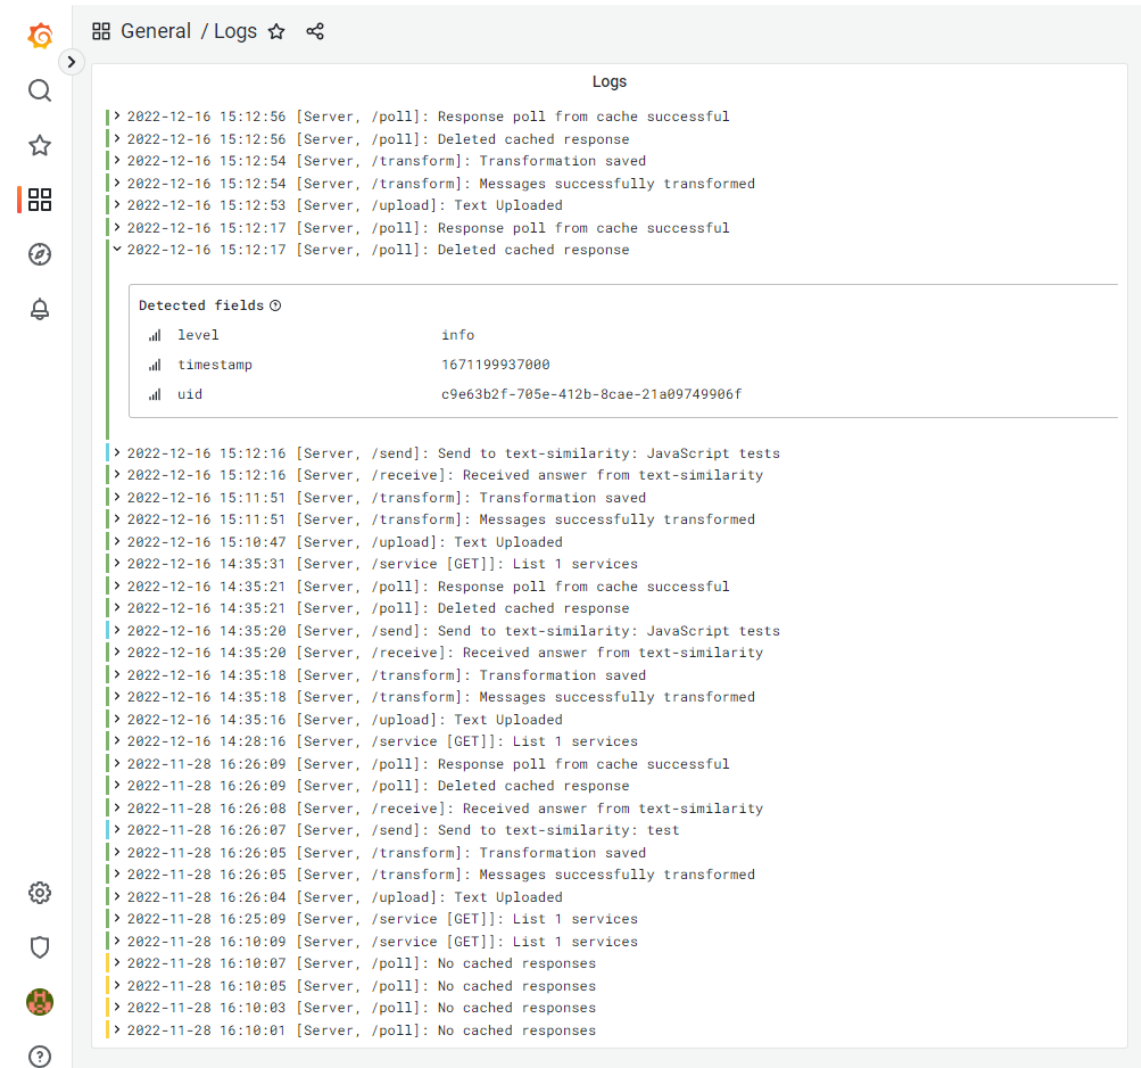 General / Logs
Logs
2022-12-16 15:12:56 [Server, /poll]: Response poll from cache successful
2022-12-16 15:12:56 [Server, /poll]: Deleted cached response
2022-12-16 15:12:54 [Server, /transform]: Transformation saved
2022-12-16 15:12:54 [Server, /transform]: Messages successfully transformed
2022-12-16 15:12:53 [Server, /upload]: Text Uploaded
2022-12-16 15:12:17 [Server, /poll]: Response poll from cache successful
2022-12-16 15:12:17 [Server, /poll]: Deleted cached response
Detected fields
level info
timestamp 1671199937000
uid c9e63b2f-705e-412b-8cae-21a09749906f
2022-12-16 15:12:16 [Server, /send]: Send to text-similarity: JavaScript tests
2022-12-16 15:12:16 [Server, /receive]: Received answer from text-similarity
2022-12-16 15:11:51 [Server, /transform]: Transformation saved
2022-12-16 15:11:51 [Server, /transform]: Messages successfully transformed
2022-12-16 15:10:47 [Server, /upload]: Text Uploaded
2022-12-16 14:35:31 [Server, /service [GET]]: List 1 services
2022-12-16 14:35:21 [Server, /poll]: Response poll from cache successful
2022-12-16 14:35:21 [Server, /poll]: Deleted cached response
2022-12-16 14:35:20 [Server, /send]: Send to text-similarity: JavaScript tests
2022-12-16 14:35:20 [Server, /receive]: Received answer from text-similarity
2022-12-16 14:35:18 [Server, /transform]: Transformation saved
2022-12-16 14:35:18 [Server, /transform]: Messages successfully transformed
2022-12-16 14:35:16 [Server, /upload]: Text Uploaded
2022-12-16 14:28:16 [Server, /service [GET]]: List 1 services
2022-11-28 16:26:09 [Server, /poll]: Response poll from cache successful
2022-11-28 16:26:09 [Server, /poll]: Deleted cached response
2022-11-28 16:26:08 [Server, /receive]: Received answer from text-similarity
2022-11-28 16:26:07 [Server, /send]: Send to text-similarity: test
2022-11-28 16:26:05 [Server, /transform]: Transformation saved
2022-11-28 16:26:05 [Server, /transform]: Messages successfully transformed
2022-11-28 16:26:04 [Server, /upload]: Text Uploaded
2022-11-28 16:25:09 [Server, /service [GET]]: List 1 services
2022-11-28 16:10:09 [Server, /service [GET]]: List 1 services
2022-11-28 16:10:07 [Server, /poll]: No cached responses
2022-11-28 16:10:05 [Server, /poll]: No cached responses
2022-11-28 16:10:03 [Server, /poll]: No cached responses
2022-11-28 16:10:01 [Server, /poll]: No cached responses